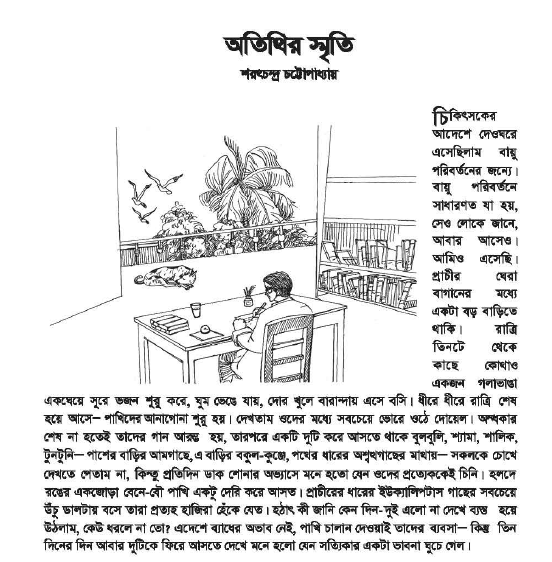 অতিথির স্মৃতি
শরৎচন্দ্র চট্টোপাধ্যায়
চিকিৎসকের
আদেশে দেওঘরে
এসেছিলাম বায়ু
পরিবর্তনের জন্যে।
বায়ু পরিবর্তনে
সাধারণত যা হয়,
সেও লোকে জানে,
আবার আসেও।
আমিও এসেছি।
প্রাচীর ঘেরা
বাগানের মধ্যে
একটা বড় বাড়িতে
থাকি। রাত্রি
তিনটে থেকে
কাছে কোথাও
একজন গলাভাঙা
একঘেয়ে সুরে ভজন শুরু করে, ঘুম ভেঙে যায়, দোর খুলে বারান্দায় এসে বসি। ধীরে ধীরে রাত্রি শেষ
হয়ে আসে— পাখিদের আনাগোনা শুরু হয়। দেখতাম ওদের মধ্যে সবচেয়ে ভোরে ওঠে দোয়েল। অন্ধকার
শেষ না হতেই তাদের গান আরম্ভ হয়, তারপরে একটি দুটি করে আসতে থাকে বুলবুলি, শ্যামা, শালিক,
টুনটুনি— পাশের বাড়ির আমগাছে, এ বাড়ির বকুল-কুঞ্জে, পথের ধারের অশ্বত্থগাছের মাথায়— সকলকে চোখে
দেখতে পেতাম না, কিন্তু প্রতিদিন ডাক শোনার অভ্যাসে মনে হতো যেন ওদের প্রত্যেককেই চিনি। হলদে
রঙের একজোড়া বেনে-বৌ পাখি একটু দেরি করে আসত। প্রাচীরের ধারের ইউক্যালিপটাস গাছের সবচেয়ে
উঁচু ডালটায় বসে তারা প্রত্যহ হাজিরা হেঁকে যেত। হঠাৎ কী জানি কেন দিন-দুই এলো না দেখে ব্যস্ত হয়ে
উঠলাম, কেউ ধরলে না তো? এদেশে ব্যাধের অভাব নেই, পাখি চালান দেওয়াই তাদের ব্যবসা— কিন্তু তিন
দিনের দিন আবার দুটিকে ফিরে আসতে দেখে মনে হলো যেন সত্যিকার একটা ভাবনা ঘুচে গেল।